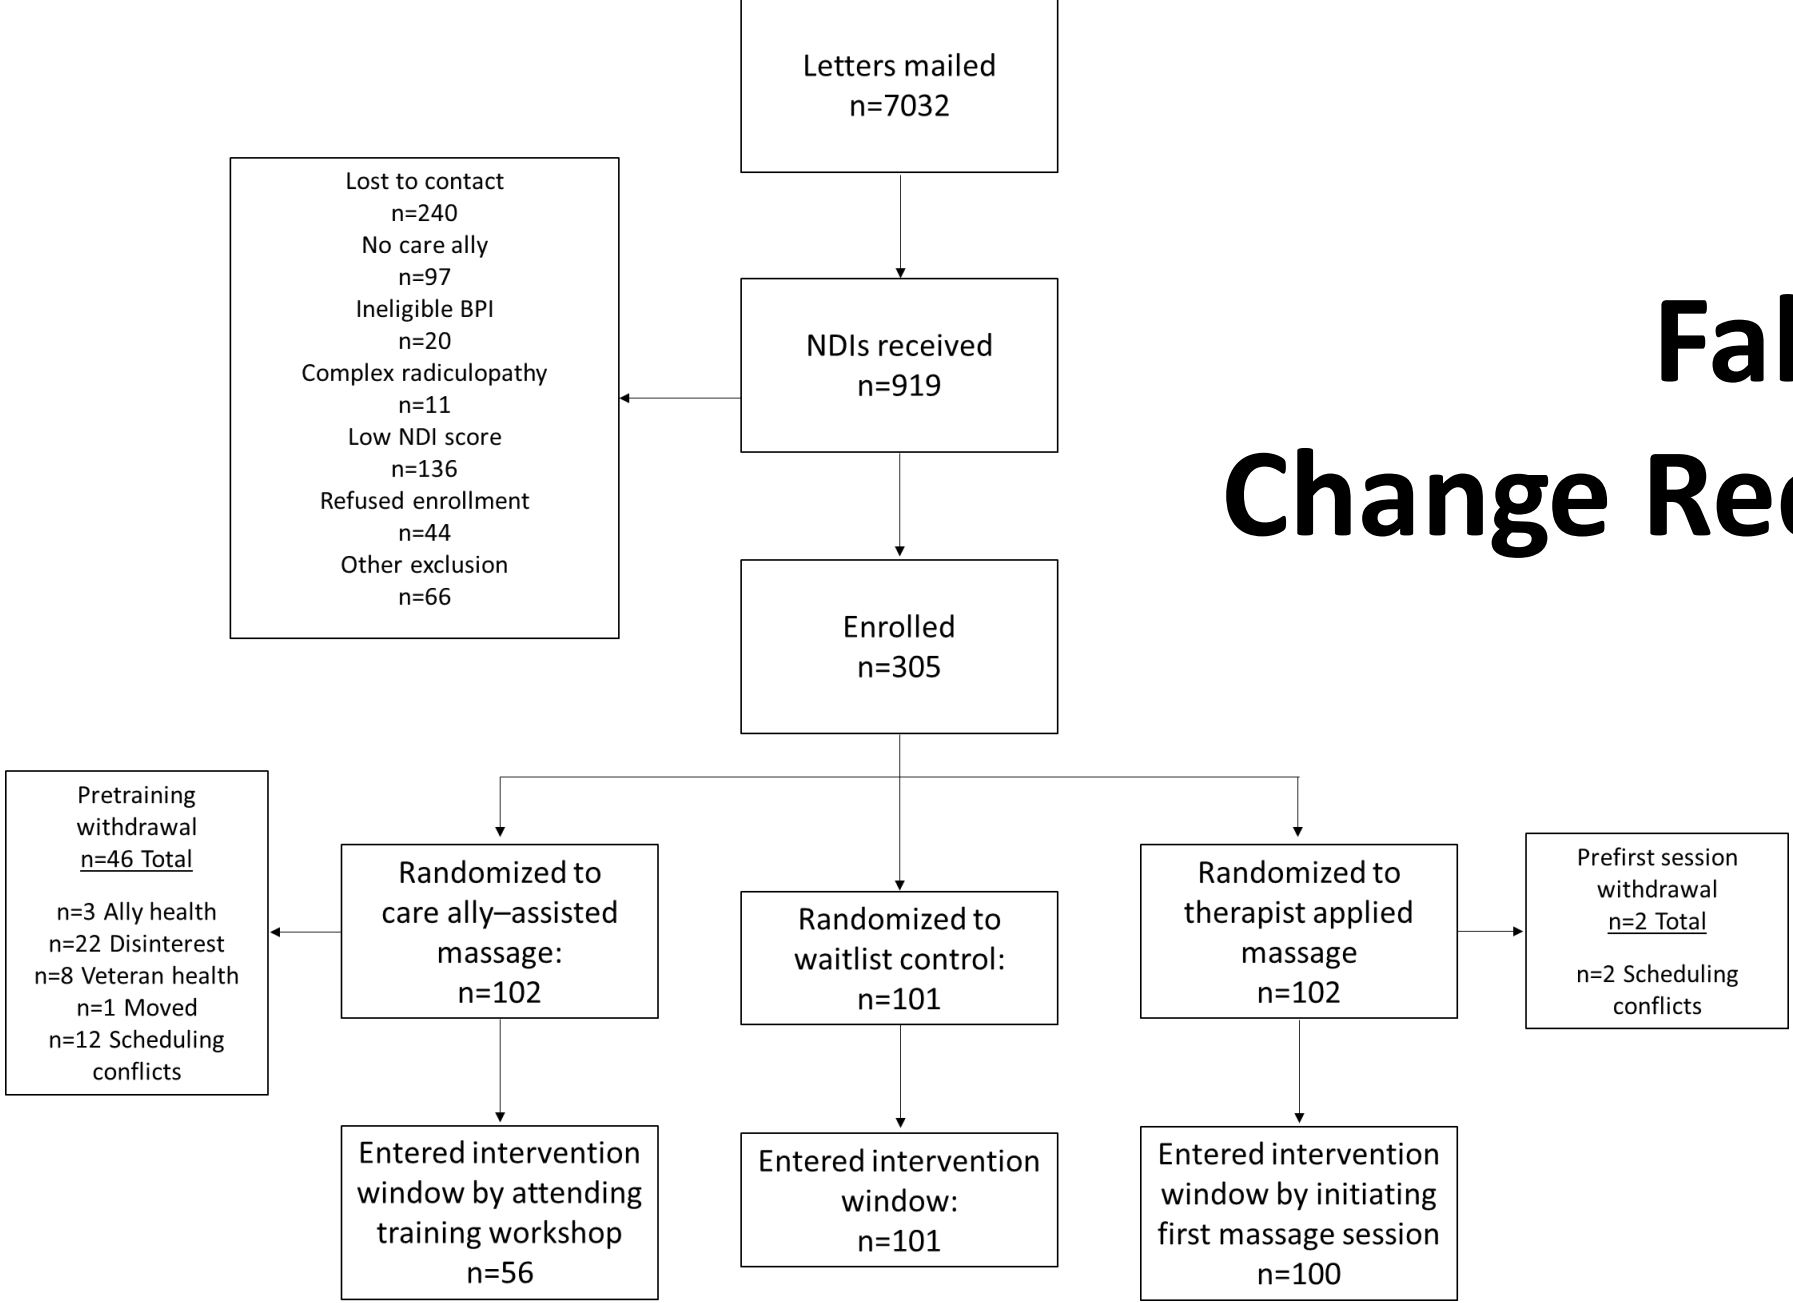 Letters mailed
n=7032
Lost to contact
n=240
No care ally
n=97
Ineligible BPI
n=20
Complex radiculopathy
n=11
Low NDI score
n=136
Refused enrollment
n=44
Other exclusion
n=66
NDIs received
n=919
Change
Enrolled
n=305
Pretraining
withdrawal
n=46 Total
n=3 Ally health
n=22 Disinterest
n=8 Veteran health
n=1 Moved
n=12 Scheduling
conflicts
Randomized to
care ally–assisted
massage:
n=102
Randomized to
waitlist control:
n=101
Randomized to
therapist applied
massage
n=102
Prefirst session
withdrawal
n=2 Total
n=2 Scheduling
conflicts
Entered intervention
window by attending
training workshop
n=56
Entered intervention
window:
n=101
Entered intervention
window by initiating
first massage session
n=100